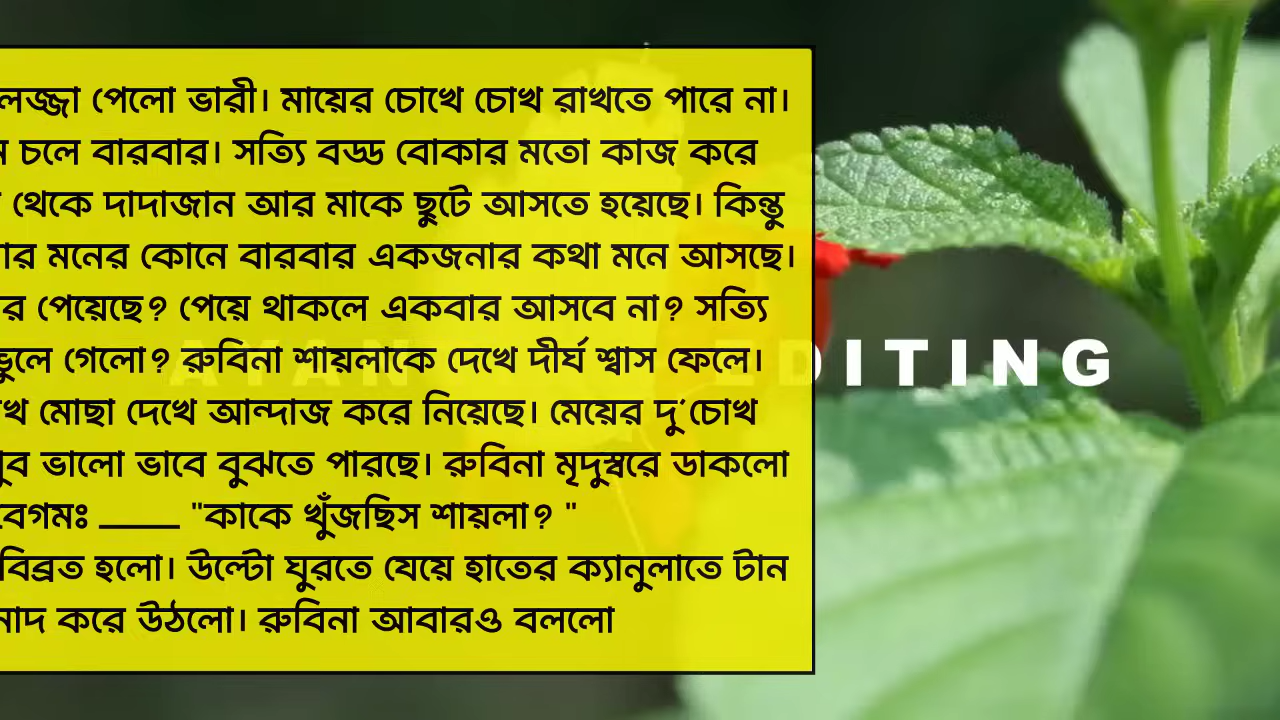 লজ্জা পেলো ভারী। মায়ের চোখে চোখ রাখতে পারে না।
চলে বারবার। সত্যি বড্ড বোকার মতো কাজ করে
থেকে দাদাজান আর মাকে ছুটে আসতে হয়েছে। কিন্তু
মনের কোনে বারবার একজনার কথা মনে আসছে।
পেয়েছে? পেয়ে থাকলে একবার আসবে না? সত্যি
ভুলে গেলো? রুবিনা শায়লাকে দেখে দীর্ঘ শ্বাস ফেলে।
মোছা দেখে আন্দাজ করে নিয়েছে। মেয়ের দু'চোখ
ভালো ভাবে বুঝতে পারছে। রুবিনা মৃদুস্বরে ডাকলো
বেগমঃ ____ "কাকে খুঁজছিস শায়লা? "
বিব্রত হলো। উল্টো ঘুরতে যেয়ে হাতের ক্যানুলাতে টান
করে উঠলো। রুবিনা আবারও বললো
AYAN EDITING